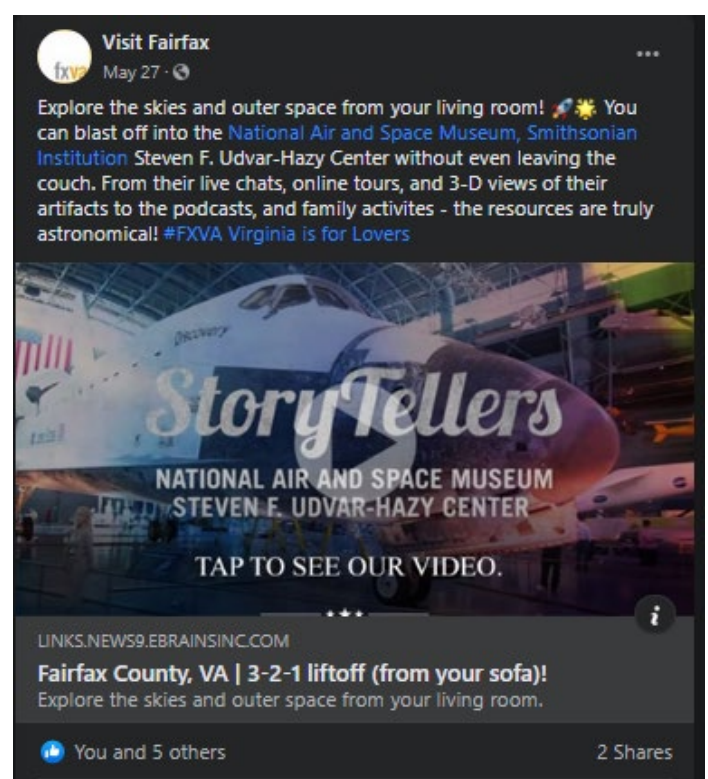 Visit Fairfax
fxva
May 27
Explore the skies and outer space from your living room! 🚀🌟 You
can blast off into the National Air and Space Museum, Smithsonian
Institution Steven F. Udvar-Hazy Center without even leaving the
couch. From their live chats, online tours, and 3-D views of their
artifacts to the podcasts, and family activites - the resources are truly
astronomical! #FXVA Virginia is for Lovers
Discovery
StoryTellers
NATIONAL AIR AND SPACE MUSEUM
STEVEN F. UDVAR-HAZY CENTER
TAP TO SEE OUR VIDEO.
LINKS.NEWS9.EBRAINSINC.COM
Fairfax County, VA | 3-2-1 liftoff (from your sofa)!
Explore the skies and outer space from your living room.
You and 5 others
2 Shares